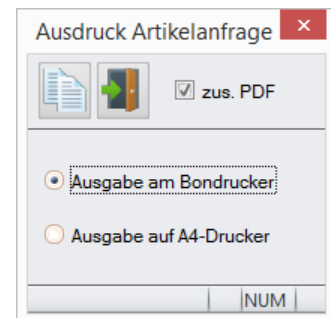 Ausdruck Artikelanfrage
zus. PDF
Ausgabe am Bondrucker
Ausgabe auf A4-Drucker
NUM